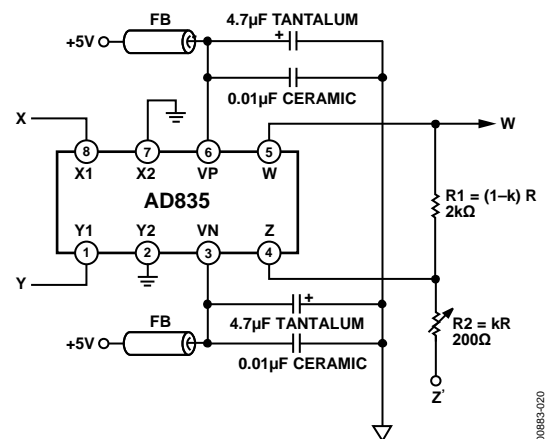 FB
4.7µF TANTALUM
+5V
+
0.01µF CERAMIC
X
W
8
7
6
5
X1
X2
VP
W
R1 = (1–k) R
2kΩ
AD835
Y1
Y2
VN
Z
1
2
3
4
Y
+
FB
4.7µF TANTALUM
R2 = kR
200Ω
+5V
0.01µF CERAMIC
Z'
00883-020